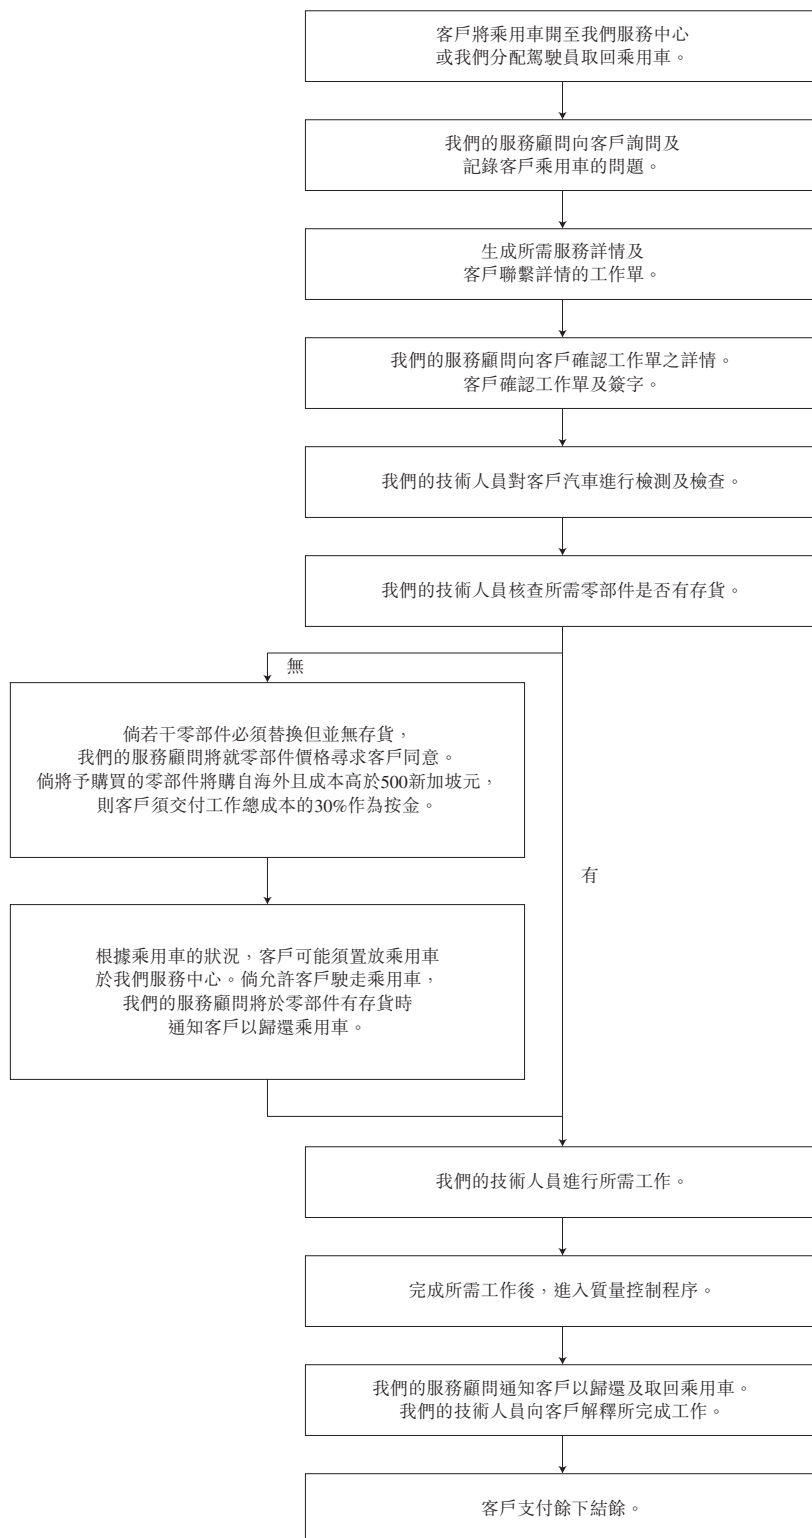 客戶將乘用車開至我們服務中心
或我們分配駕駛員取回乘用車。
我們的服務顧問向客戶詢問及
記錄客戶乘用車的問題。
生成所需服務詳情及
客戶聯繫詳情的工作單。
我們的服務顧問向客戶確認工作單之詳情。
客戶確認工作單及簽字。
我們的技術人員對客戶汽車進行檢測及檢查。
我們的技術人員核查所需零部件是否有存貨。
無
倘若干零部件必須替換但並無存貨，
我們的服務顧問將就零部件價格尋求客戶同意。
倘將予購買的零部件將購自海外且成本高於500新加坡元，
則客戶須交付工作總成本的30%作為按金。
有
根據乘用車的狀況，客戶可能須置放乘用車
於我們服務中心。倘允許客戶駛走乘用車，
我們的服務顧問將於零部件有存貨時
通知客戶以歸還乘用車。
我們的技術人員進行所需工作。
完成所需工作後，進入質量控制程序。
我們的服務顧問通知客戶以歸還及取回乘用車。
我們的技術人員向客戶解釋所完成工作。
客戶支付餘下結餘。